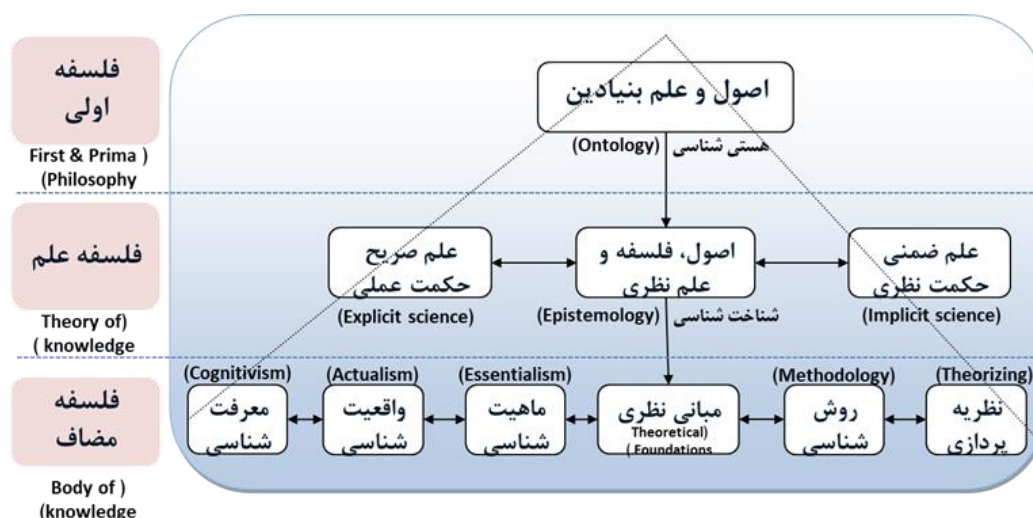 فلسفه
اولی
First & Prima )
(Philosophy
اصول و علم بنیادین
هستی شناسی (Ontology)
فلسفه علم
Theory of)
( knowledge
علم ضمنی
حکمت نظری
(Implicit science)
اصول، فلسفه و
علم نظری
شناخت شناسی (Epistemology)
علم صریح
حکمت عملی
(Explicit science)
فلسفه
مضاف
Body of )
(knowledge
(Theorizing)
نظریه
پردازی
(Methodology)
روش
شناسی
مبانی نظری
Theoretical)
( Foundations
(Essentialism)
ماهیت
شناسی
(Actualism)
واقعیت
شناسی
(Cognitivism)
معرفت
شناسی